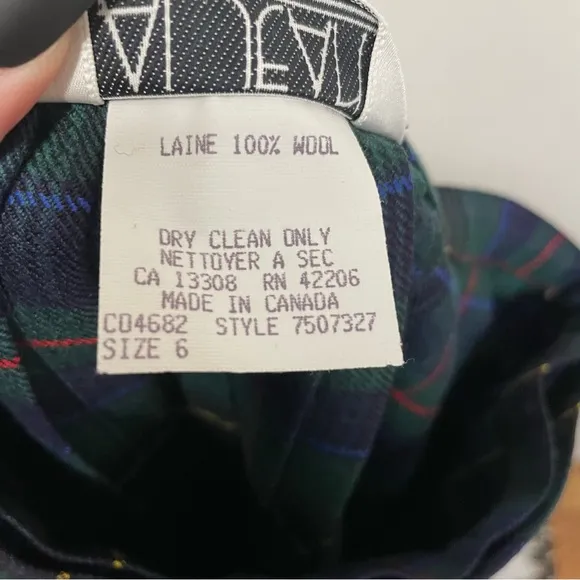 LAINE 100% WOOL
DRY CLEAN ONLY
NETTOYER A SEC
CA 13308 RN 42206
MADE IN CANADA
CO4682 STYLE 7507327
SIZE 6